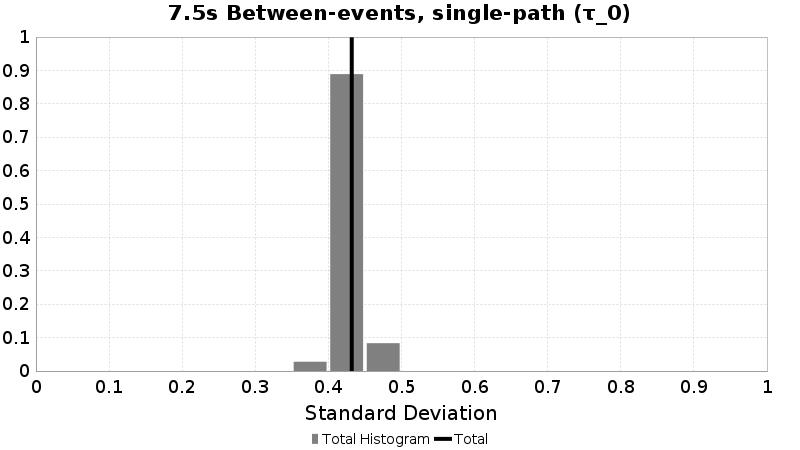 7.5s Between-events, single-path (τ_0)
1
0.9
0.8
0.7
0.6
0.5
0.4
0.3
0.2
0.1
0
0 0.1 0.2 0.3 0.4 0.5 0.6 0.7 0.8 0.9 1
Standard Deviation
Total Histogram Total